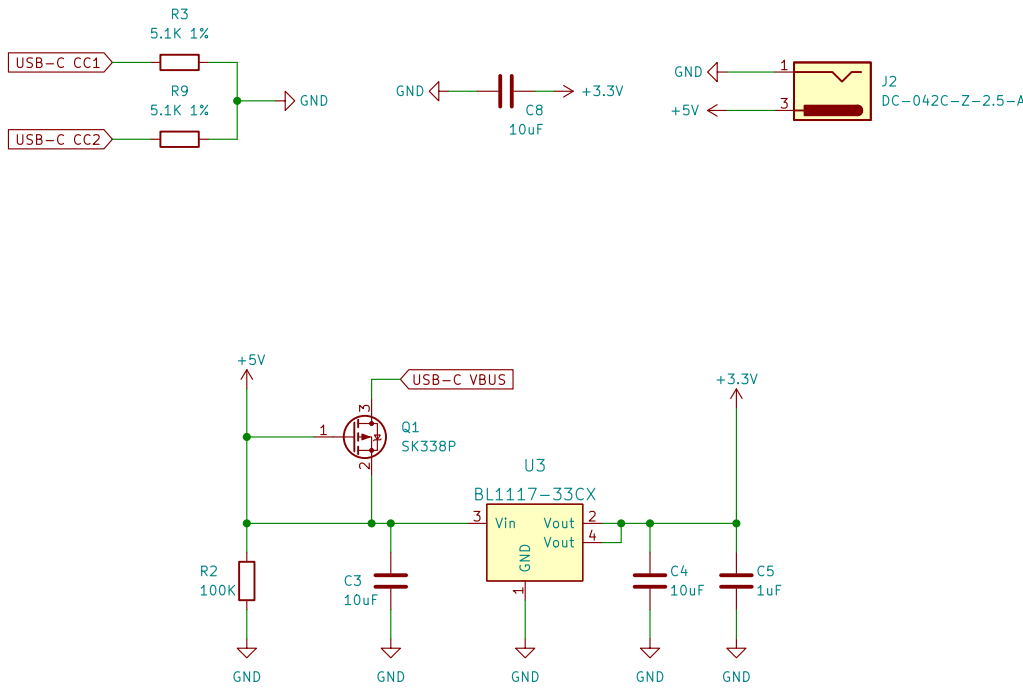 R3
5.1K 1%
USB-C CC1
R9
5.1K 1%
USB-C CC2
GND
GND
C8
10uF
+3.3V
GND
1
+5V
3
J2
DC-042C-Z-2.5-A
+5V
USB-C VBUS
3
1
2
Q1
SK338P
+3.3V
U3
BL1117-33CX
3
Vin
Vout
2
Vout
4
GND
1
R2
100K
C3
10uF
C4
10uF
C5
1uF
GND
GND
GND
GND
GND